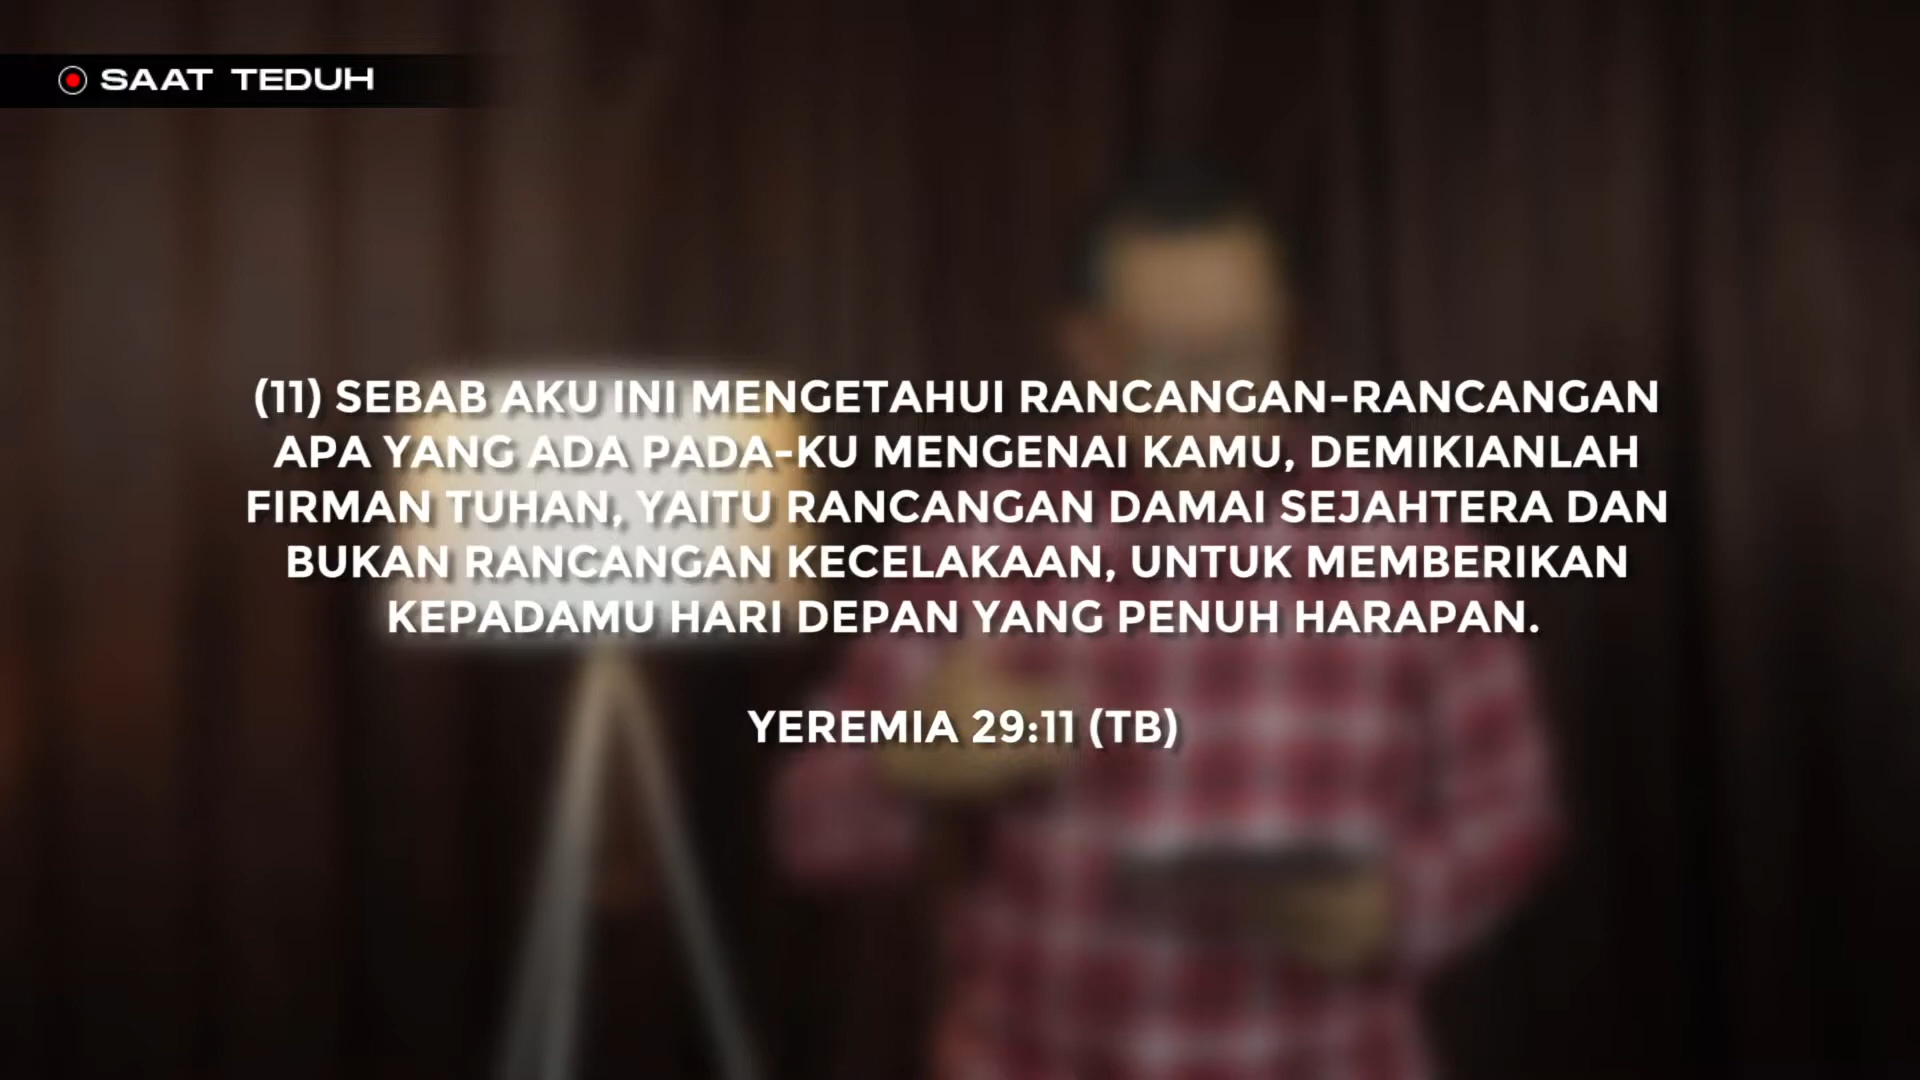 SAAT TEDUH
(11) SEBAB AKU INI MENGETAHUI RANCANGAN-RANCANGAN
APA YANG ADA PADA-KU MENGENAI KAMU, DEMIKIANLAH
FIRMAN TUHAN, YAITU RANCANGAN DAMAI SEJAHTERA DAN
BUKAN RANCANGAN KECELAKAAN, UNTUK MEMBERIKAN
KEPADAMU HARI DEPAN YANG PENUH HARAPAN.
YEREMIA 29:11 (TB)